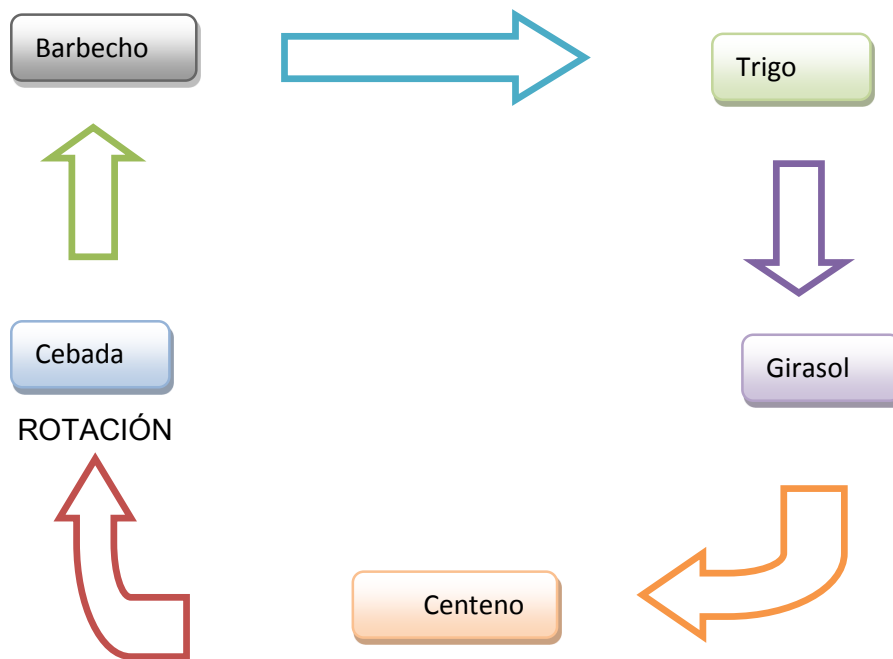 Barbecho
Trigo
Cebada
Girasol
ROTACIÓN
Centeno